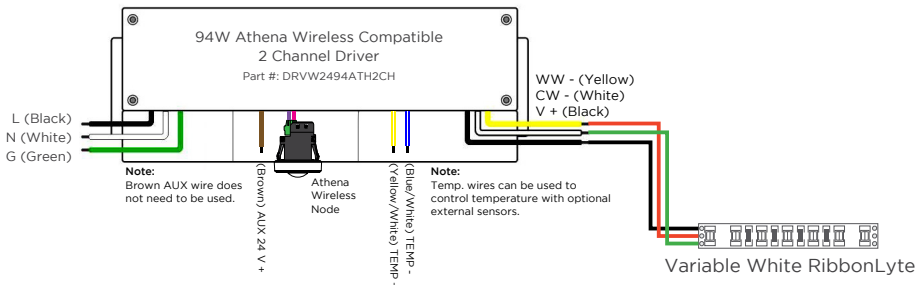 94W Athena Wireless Compatible
2 Channel Driver
Part #: DRVW2494ATH2CH
L (Black)
N (White)
G (Green)
Note:
Brown AUX wire does
not need to be used.
(Brown) AUX 24 V +
Athena
Wireless
Node
(Yellow/White) TEMP -
(Blue/White) TEMP -
Note:
Temp. wires can be used to
control temperature with optional
external sensors.
WW - (Yellow)
CW - (White)
V + (Black)
Variable White RibbonLyte